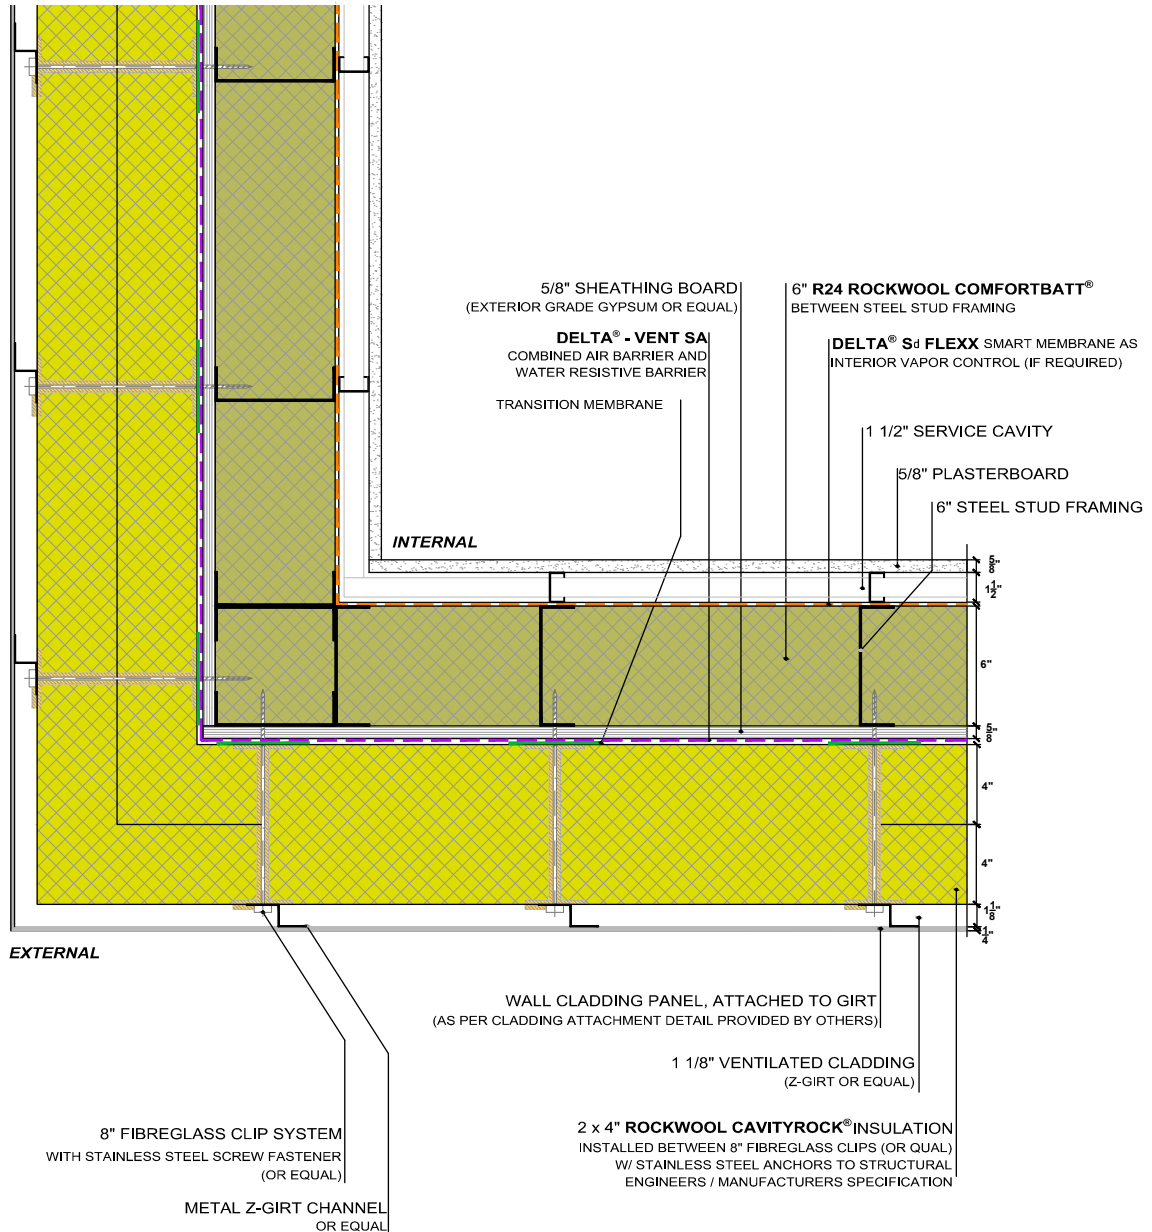 5/8" SHEATHING BOARD
(EXTERIOR GRADE GYPSUM OR EQUAL)
6" R24 ROCKWOOL COMFORTBATT®
BETWEEN STEEL STUD FRAMING
DELTA® - VENT SA
COMBINED AIR BARRIER AND
WATER RESISTIVE BARRIER
DELTA® Sd FLEXX SMART MEMBRANE AS
INTERIOR VAPOR CONTROL (IF REQUIRED)
TRANSITION MEMBRANE
1 1/2" SERVICE CAVITY
5/8" PLASTERBOARD
6" STEEL STUD FRAMING
INTERNAL
5/8"
1 1/2"
6"
5/8"
4"
4"
1 1/8"
1/4"
EXTERNAL
WALL CLADDING PANEL, ATTACHED TO GIRT
(AS PER CLADDING ATTACHMENT DETAIL PROVIDED BY OTHERS)
1 1/8" VENTILATED CLADDING
(Z-GIRT OR EQUAL)
8" FIBREGLASS CLIP SYSTEM
WITH STAINLESS STEEL SCREW FASTENER
(OR EQUAL)
2 x 4" ROCKWOOL CAVITYROCK® INSULATION
INSTALLED BETWEEN 8" FIBREGLASS CLIPS (OR QUAL)
W/ STAINLESS STEEL ANCHORS TO STRUCTURAL
ENGINEERS / MANUFACTURERS SPECIFICATION
METAL Z-GIRT CHANNEL
OR EQUAL